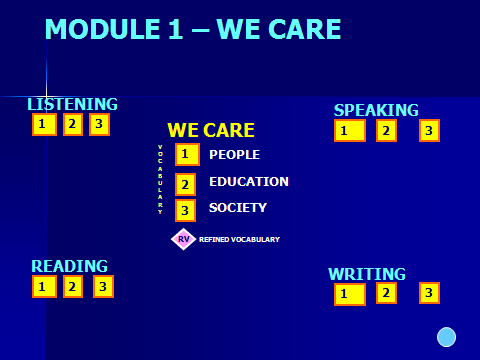 MODULE 1 – WE CARE
LISTENING
1 2 3
SPEAKING
1 2 3
WE CARE
VOCABULARY
1 PEOPLE
2 EDUCATION
3 SOCIETY
RV REFINED VOCABULARY
READING
1 2 3
WRITING
1 2 3